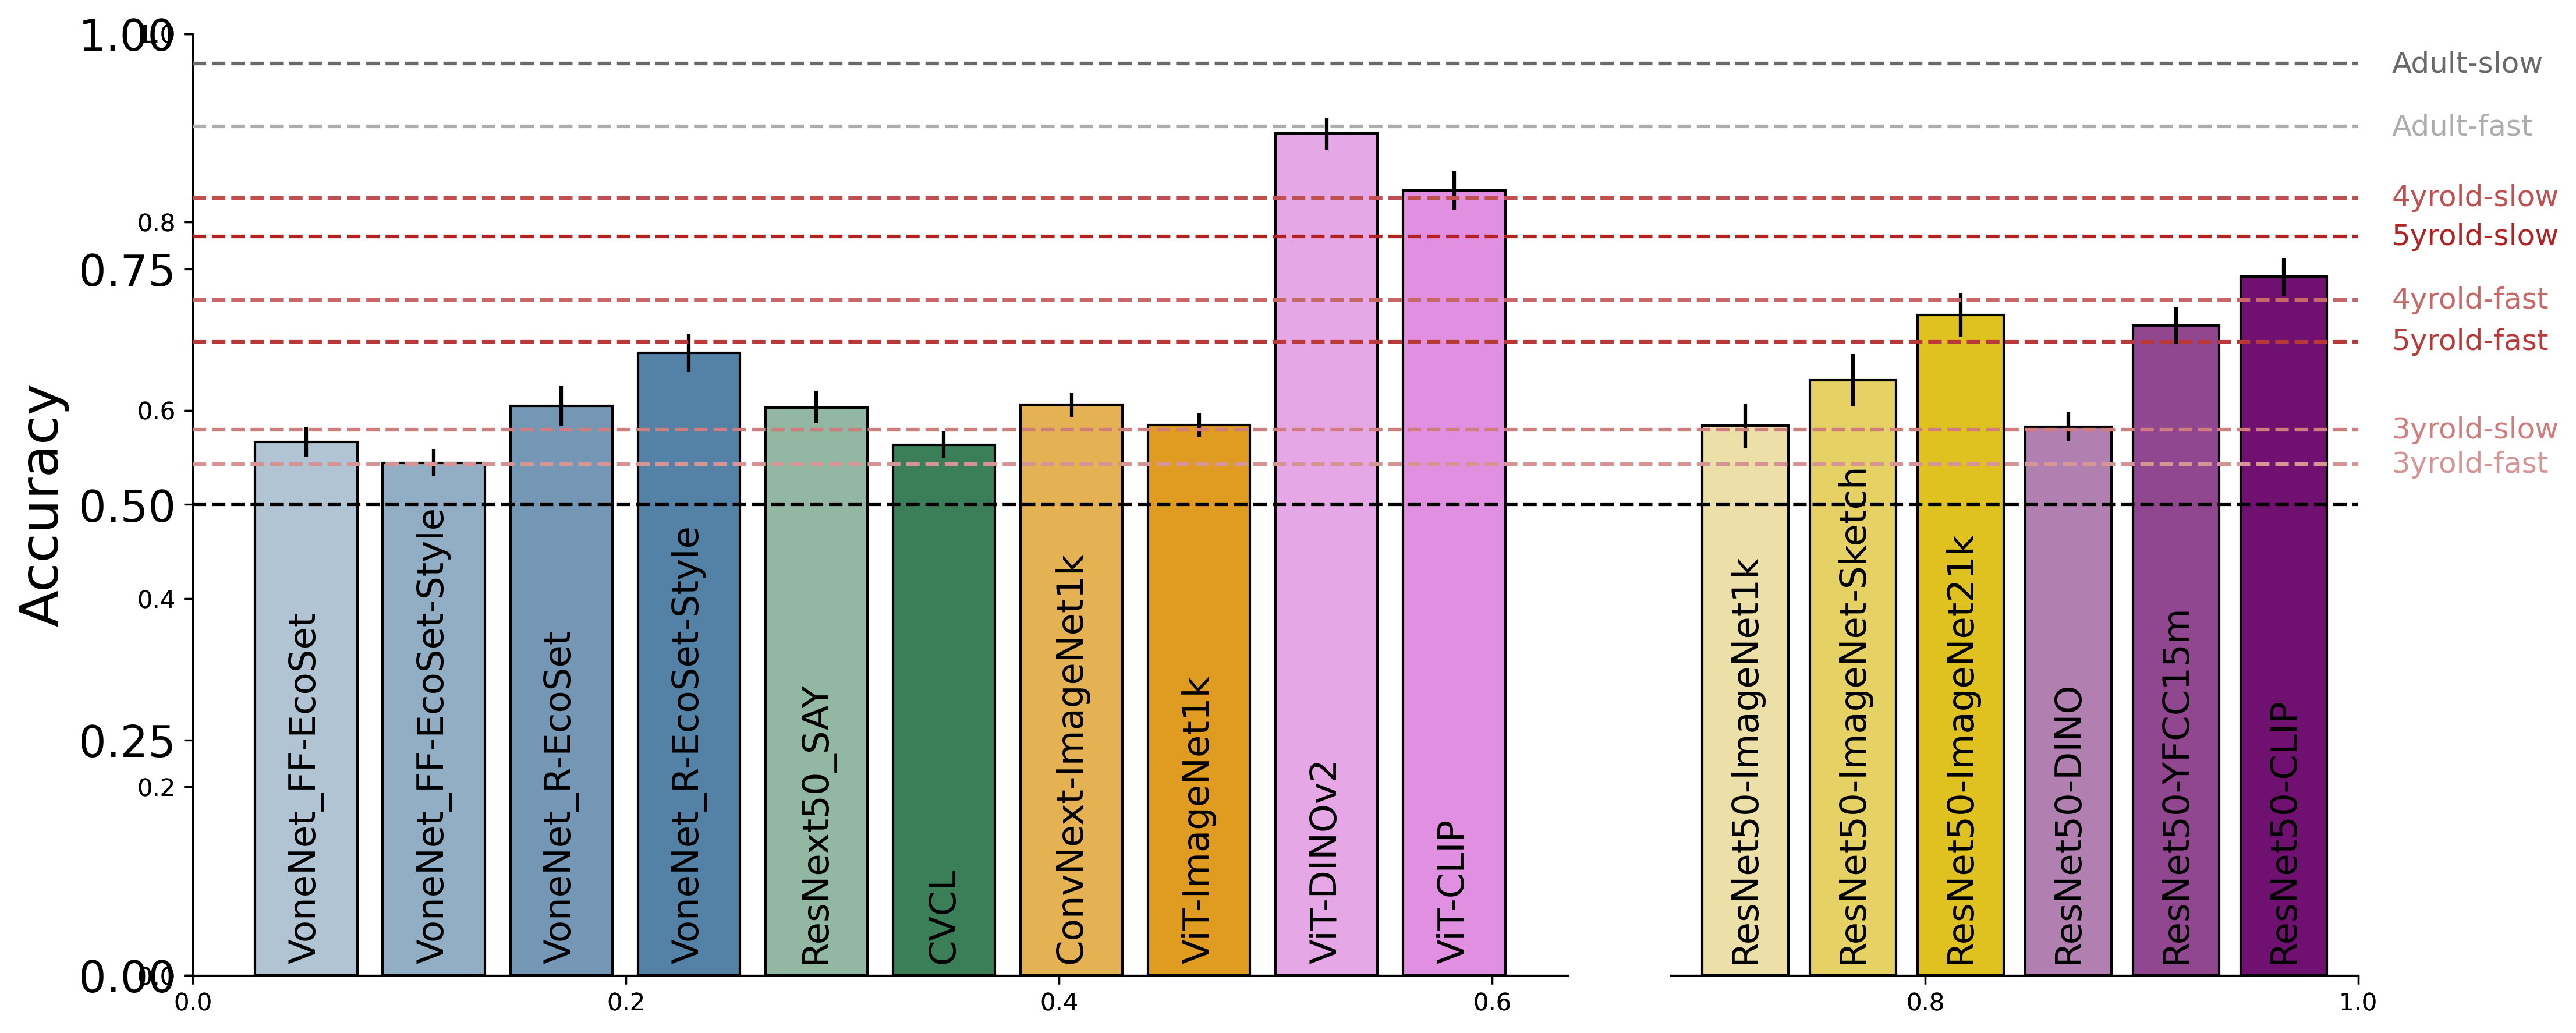 Accuracy
1.00
1.0
0.8
0.75
0.6
0.50
0.4
0.25
0.2
0.00
0.0
Adult-slow
Adult-fast
4yrold-slow
5yrold-slow
4yrold-fast
5yrold-fast
3yrold-slow
3yrold-fast
VoneNet_FF-EcoSet
VoneNet_FF-EcoSet-Style
VoneNet_R-EcoSet
VoneNet_R-EcoSet-Style
ResNext50_SAY
CVCL
ConvNext-ImageNet1k
ViT-ImageNet1k
ViT-DINOv2
ViT-CLIP
ResNet50-ImageNet1k
ResNet50-ImageNet-Sketch
ResNet50-ImageNet21k
ResNet50-DINO
ResNet50-YFCC15m
ResNet50-CLIP
0.0
0.2
0.4
0.6
0.8
1.0